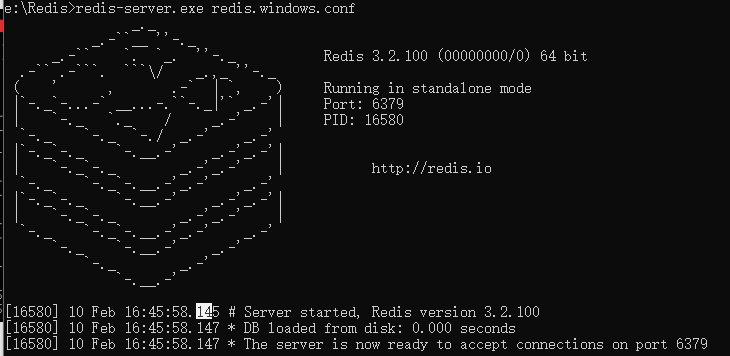 e:\Redis>redis-server.exe redis.windows.conf
Redis 3.2.100 (00000000/0) 64 bit
Running in standalone mode
Port: 6379
PID: 16580
http://redis.io
[16580] 10 Feb 16:45:58.145 # Server started, Redis version 3.2.100
[16580] 10 Feb 16:45:58.147 * DB loaded from disk: 0.000 seconds
[16580] 10 Feb 16:45:58.147 * The server is now ready to accept connections on port 6379